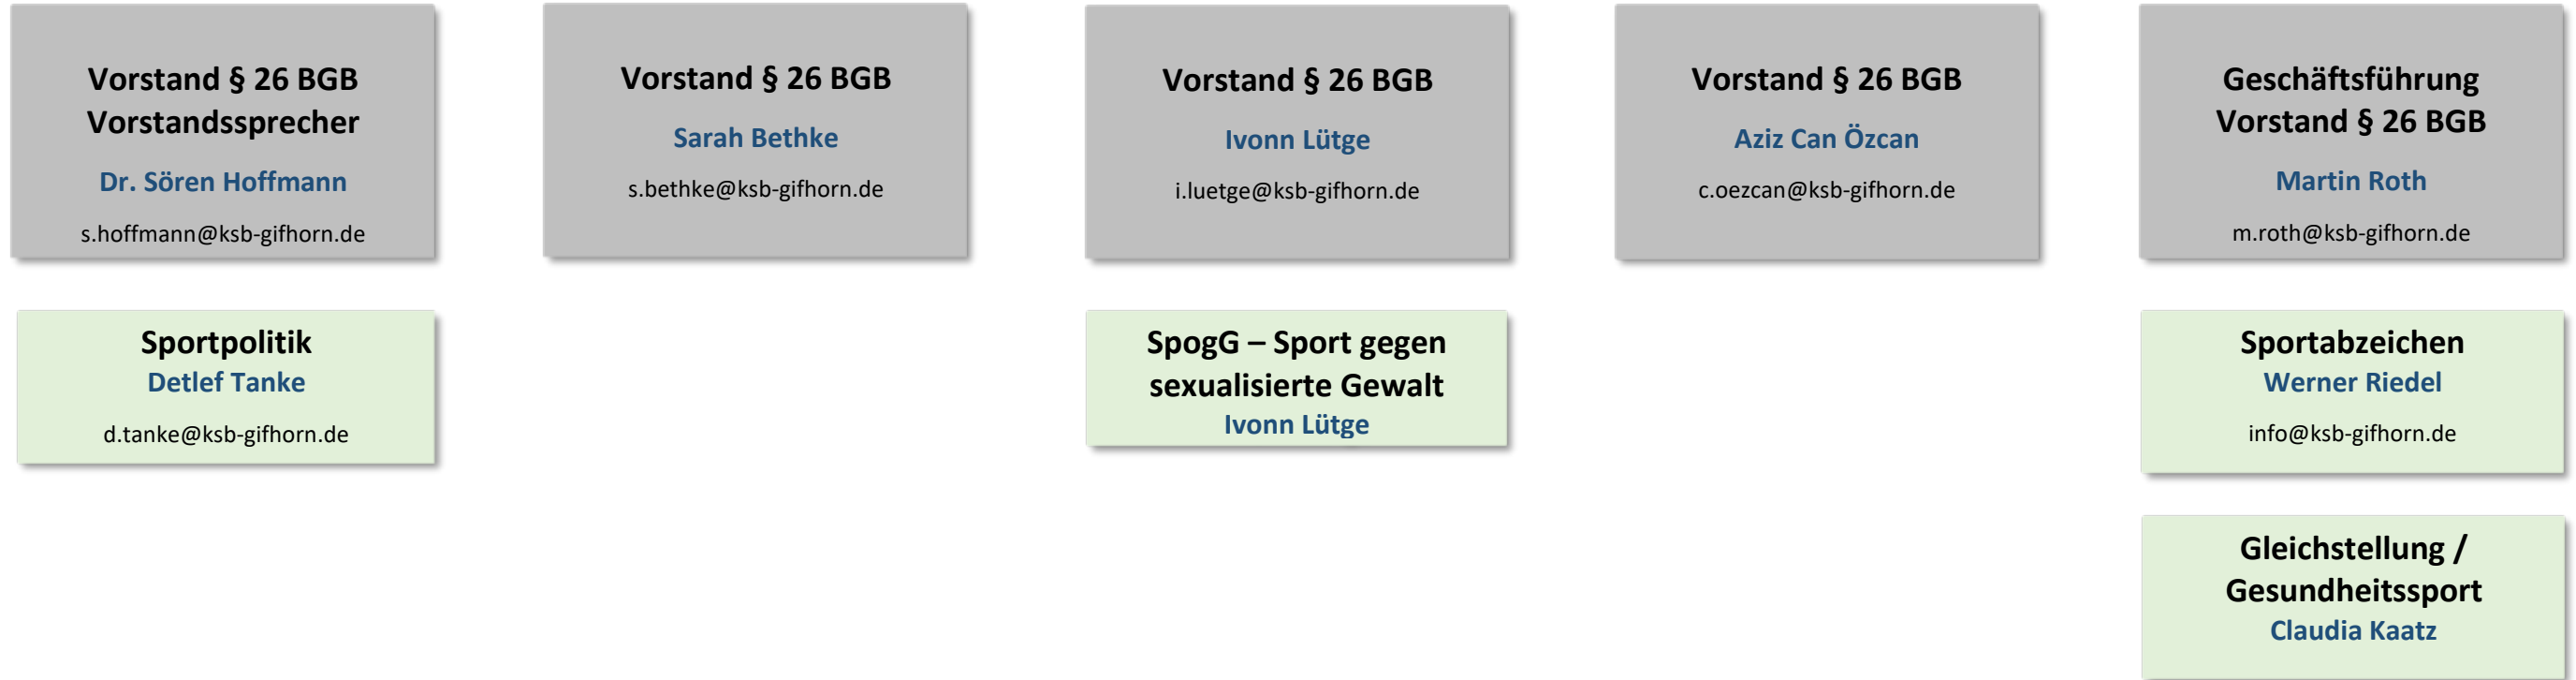 Vorstand § 26 BGB
Vorstandssprecher
Dr. Sören Hoffmann
s.hoffmann@ksb-gifhorn.de
Vorstand § 26 BGB
Sarah Bethke
s.bethke@ksb-gifhorn.de
Vorstand § 26 BGB
Ivonn Lütge
i.luetge@ksb-gifhorn.de
Vorstand § 26 BGB
Aziz Can Özcan
c.oezcan@ksb-gifhorn.de
Geschäftsführung
Vorstand § 26 BGB
Martin Roth
m.roth@ksb-gifhorn.de
Sportpolitik
Detlef Tanke
d.tanke@ksb-gifhorn.de
SpogG – Sport gegen
sexualisierte Gewalt
Ivonn Lütge
Sportabzeichen
Werner Riedel
info@ksb-gifhorn.de
Gleichstellung /
Gesundheitssport
Claudia Kaatz